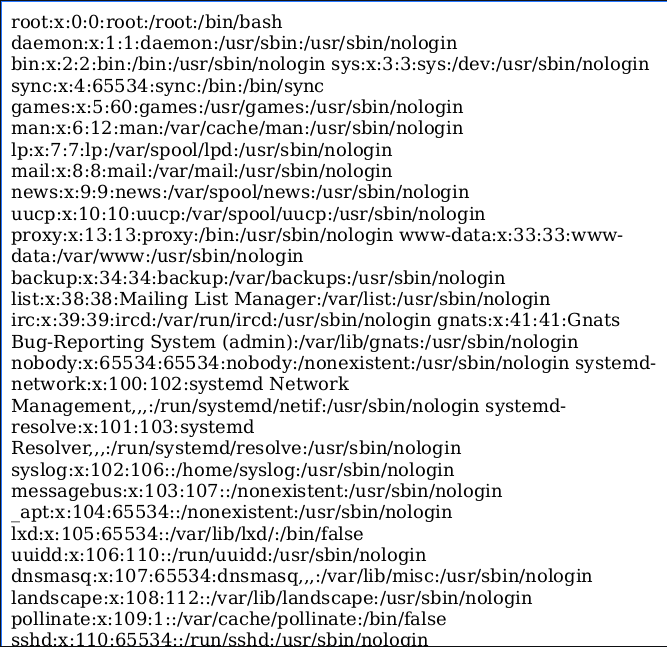 root:x:0:0:root:/root:/bin/bash
daemon:x:1:1:daemon:/usr/sbin:/usr/sbin/nologin
bin:x:2:2:bin:/bin:/usr/sbin/nologin sys:x:3:3:sys:/dev:/usr/sbin/nologin
sync:x:4:65534:sync:/bin:/bin/sync
games:x:5:60:games:/usr/games:/usr/sbin/nologin
man:x:6:12:man:/var/cache/man:/usr/sbin/nologin
lp:x:7:7:lp:/var/spool/lpd:/usr/sbin/nologin
mail:x:8:8:mail:/var/mail:/usr/sbin/nologin
news:x:9:9:news:/var/spool/news:/usr/sbin/nologin
uucp:x:10:10:uucp:/var/spool/uucp:/usr/sbin/nologin
proxy:x:13:13:proxy:/bin:/usr/sbin/nologin www-data:x:33:33:www-
data:/var/www:/usr/sbin/nologin
backup:x:34:34:backup:/var/backups:/usr/sbin/nologin
list:x:38:38:Mailing List Manager:/var/list:/usr/sbin/nologin
irc:x:39:39:ircd:/var/run/ircd:/usr/sbin/nologin gnats:x:41:41:Gnats
Bug-Reporting System (admin):/var/lib/gnats:/usr/sbin/nologin
nobody:x:65534:65534:nobody:/nonexistent:/usr/sbin/nologin systemd-
network:x:100:102:systemd Network
Management,,,:/run/systemd/netif:/usr/sbin/nologin systemd-
resolve:x:101:103:systemd
Resolver,,,:/run/systemd/resolve:/usr/sbin/nologin
syslog:x:102:106::/home/syslog:/usr/sbin/nologin
messagebus:x:103:107::/nonexistent:/usr/sbin/nologin
_apt:x:104:65534::/nonexistent:/usr/sbin/nologin
lxd:x:105:65534::/var/lib/lxd/:/bin/false
uuidd:x:106:110::/run/uuidd:/usr/sbin/nologin
dnsmasq:x:107:65534:dnsmasq,,,:/var/lib/misc:/usr/sbin/nologin
landscape:x:108:112::/var/lib/landscape:/usr/sbin/nologin
pollinate:x:109:1::/var/cache/pollinate:/bin/false
sshd:x:110:65534::/run/sshd:/usr/sbin/nologin